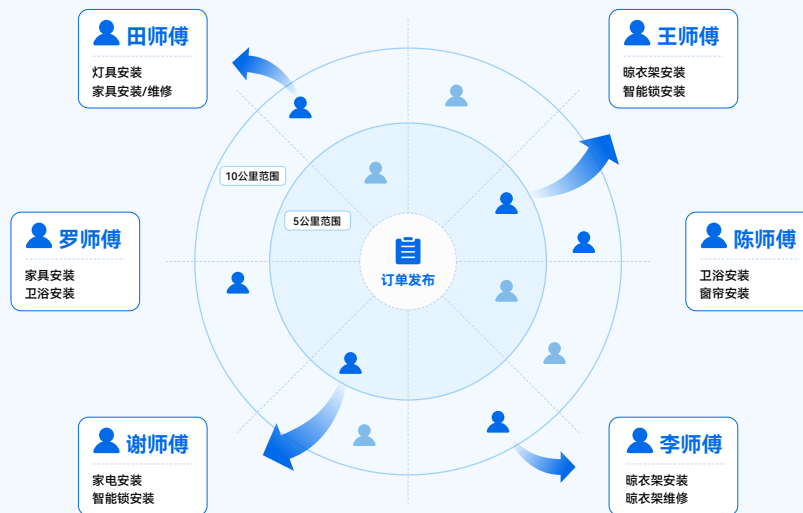 田师傅
灯具安装
家具安装/维修
王师傅
晾衣架安装
智能锁安装
10公里范围
5公里范围
罗师傅
家具安装
卫浴安装
订单发布
陈师傅
卫浴安装
窗帘安装
谢师傅
家电安装
智能锁安装
李师傅
晾衣架安装
晾衣架维修